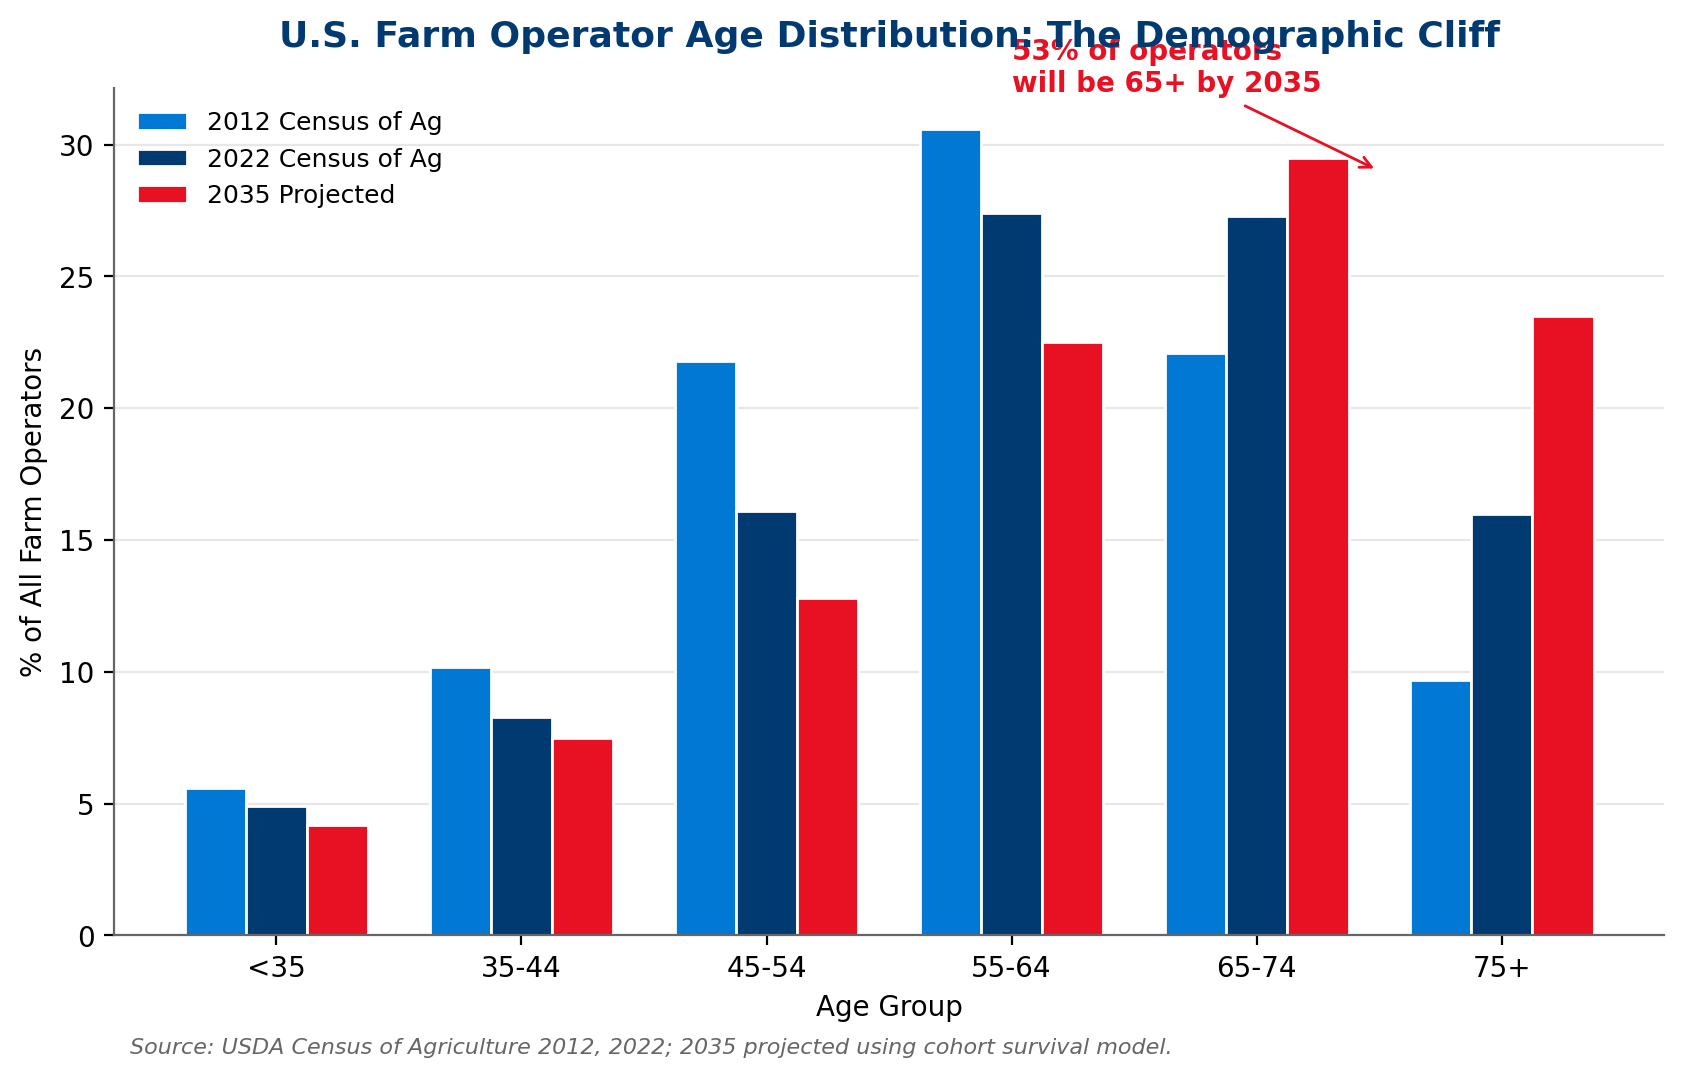 U.S. Farm Operator Age Distribution: The Demographic Cliff
53% of operators
will be 65+ by 2035
2012 Census of Ag
2022 Census of Ag
2035 Projected
% of All Farm Operators
30
25
20
15
10
5
0
<35 35-44 45-54 55-64 65-74 75+
Age Group
Source: USDA Census of Agriculture 2012, 2022; 2035 projected using cohort survival model.